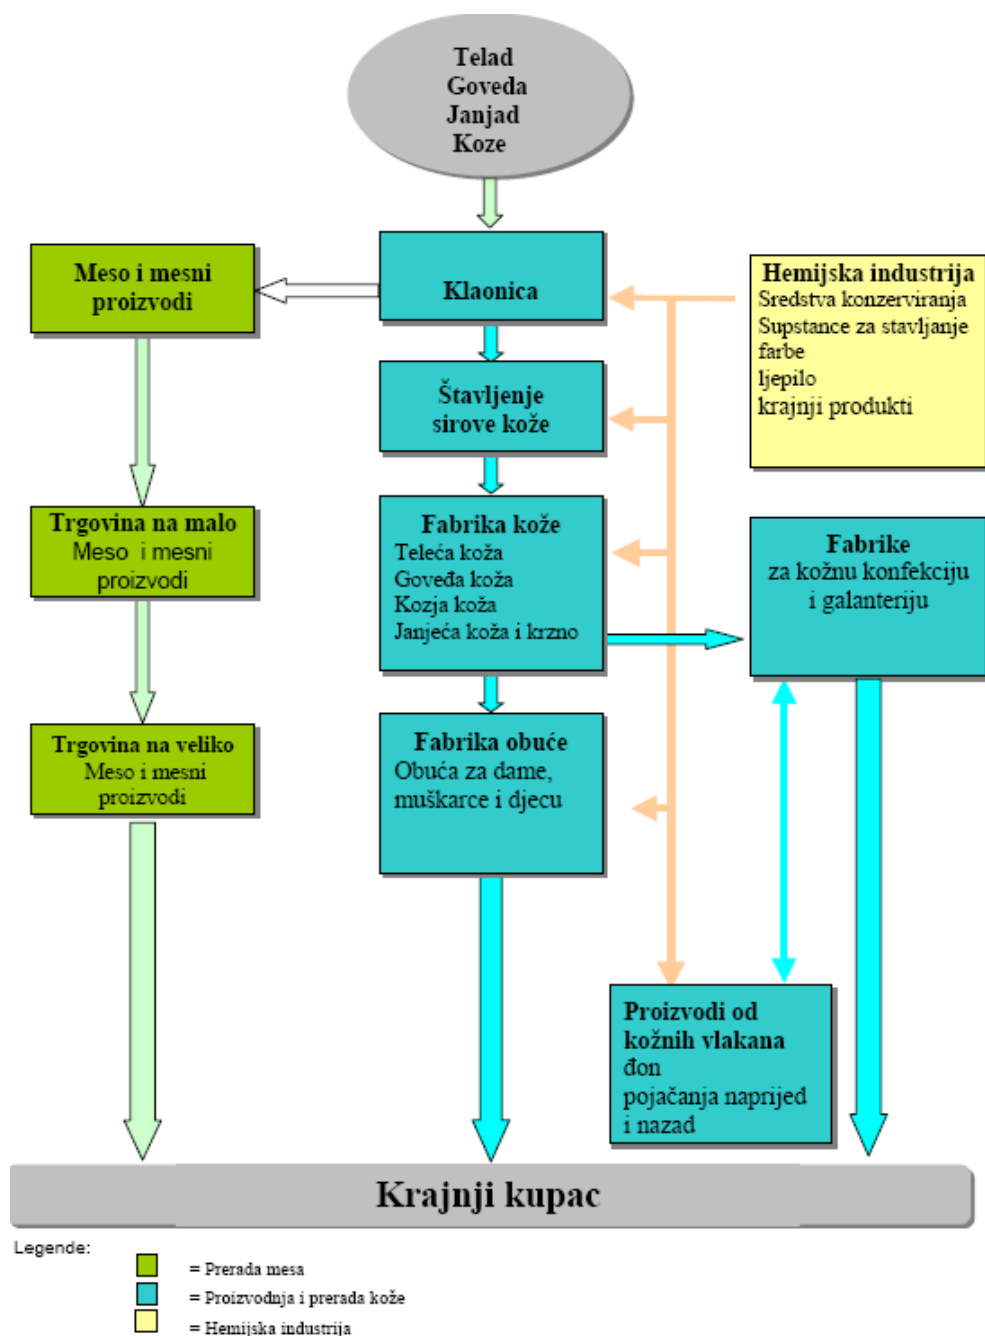 Telad
Goveda
Janjad
Koze
Meso i mesni
proizvodi
Klaonica
Hemijska industrija
Sredstva konzerviranja
Supstance za stavljanje
farbe
ljepilo
krajnji produkti
Štavljenje
sirove kože
Trgovina na malo
Meso i mesni
proizvodi
Fabrika kože
Teleća koža
Goveđa koža
Kozja koža
Janjeća koža i krzno
Fabrike
za kožnu konfekciju
i galanteriju
Trgovina na veliko
Meso i mesni
proizvodi
Fabrika obuće
Obuća za dame,
muškarce i djecu
Proizvodi od
kožnih vlakana
đon
pojačanja naprijed
i nazad
Krajnji kupac
Legende:
= Prerada mesa
= Proizvodnja i prerada kože
= Hemijska industrija